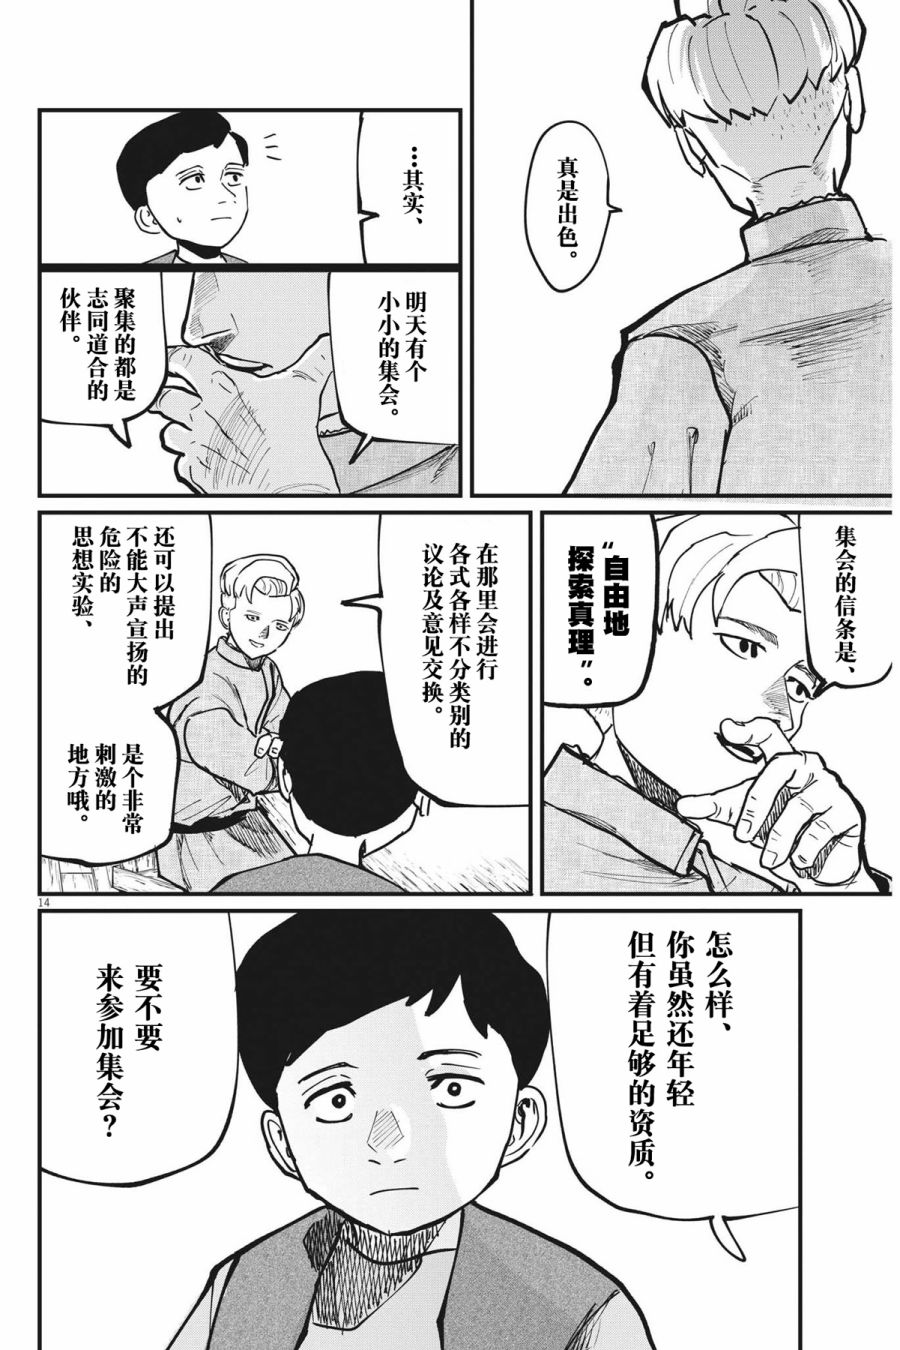 真是出色。
…其实、
明天有个
小小的集会。
聚集的都是
志同道合的
伙伴。
集会的信条是、
“自由地
探索真理”。
在那里会进行
各式各样不分类别的
议论及意见交换。
还可以提出
不能大声宣扬的
危险的
思想实验、
是个非常
刺激的
地方哦。
14
怎么样、
你虽然还年轻
但有着足够的资质。
要不要
来参加集会？